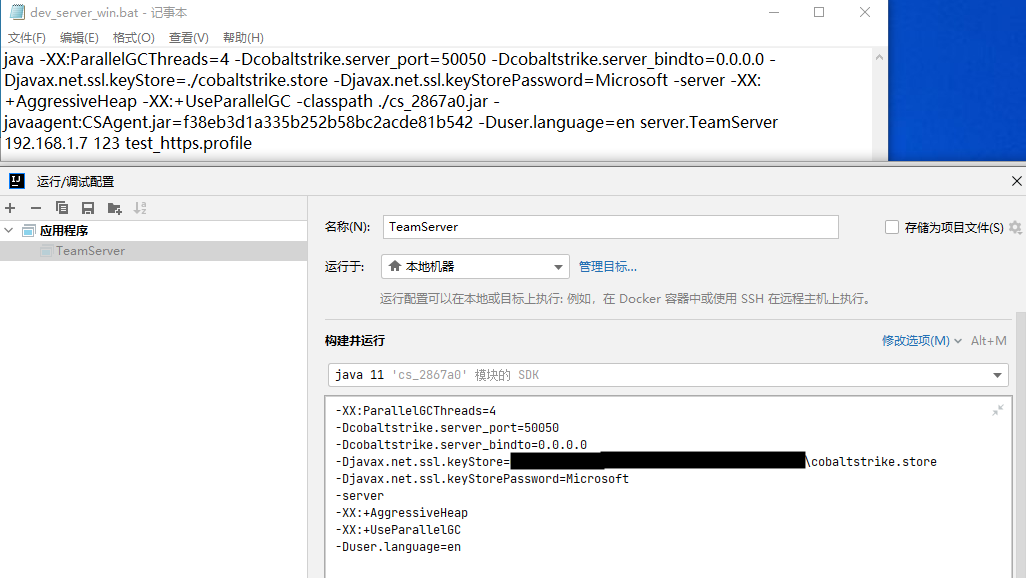 dev_server_win.bat - 记事本
文件(F) 编辑(E) 格式(O) 查看(V) 帮助(H)
java -XX:ParallelGCThreads=4 -Dcobaltstrike.server_port=50050 -Dcobaltstrike.server_bindto=0.0.0.0 -
Djavax.net.ssl.keyStore=./cobaltstrike.store -Djavax.net.ssl.keyStorePassword=Microsoft -server -XX:
+AggressiveHeap -XX:+UseParallelGC -classpath ./cs_2867a0.jar -
javaagent:CSAgent.jar=f38eb3d1a335b252b58bc2acde81b542 -Duser.language=en server.TeamServer
192.168.1.7 123 test_https.profile
运行/调试配置
应用程序
TeamServer
名称(N): TeamServer 存储为项目文件(S)
运行于: 本地机器 管理目标...
运行配置可以在本地或目标上执行: 例如，在 Docker 容器中或使用 SSH 在远程主机上执行。
构建并运行 修改选项(M) Alt+M
java 11 'cs_2867a0' 模块的 SDK
-XX:ParallelGCThreads=4
-Dcobaltstrike.server_port=50050
-Dcobaltstrike.server_bindto=0.0.0.0
-Djavax.net.ssl.keyStore= \cobaltstrike.store
-Djavax.net.ssl.keyStorePassword=Microsoft
-server
-XX:+AggressiveHeap
-XX:+UseParallelGC
-Duser.language=en